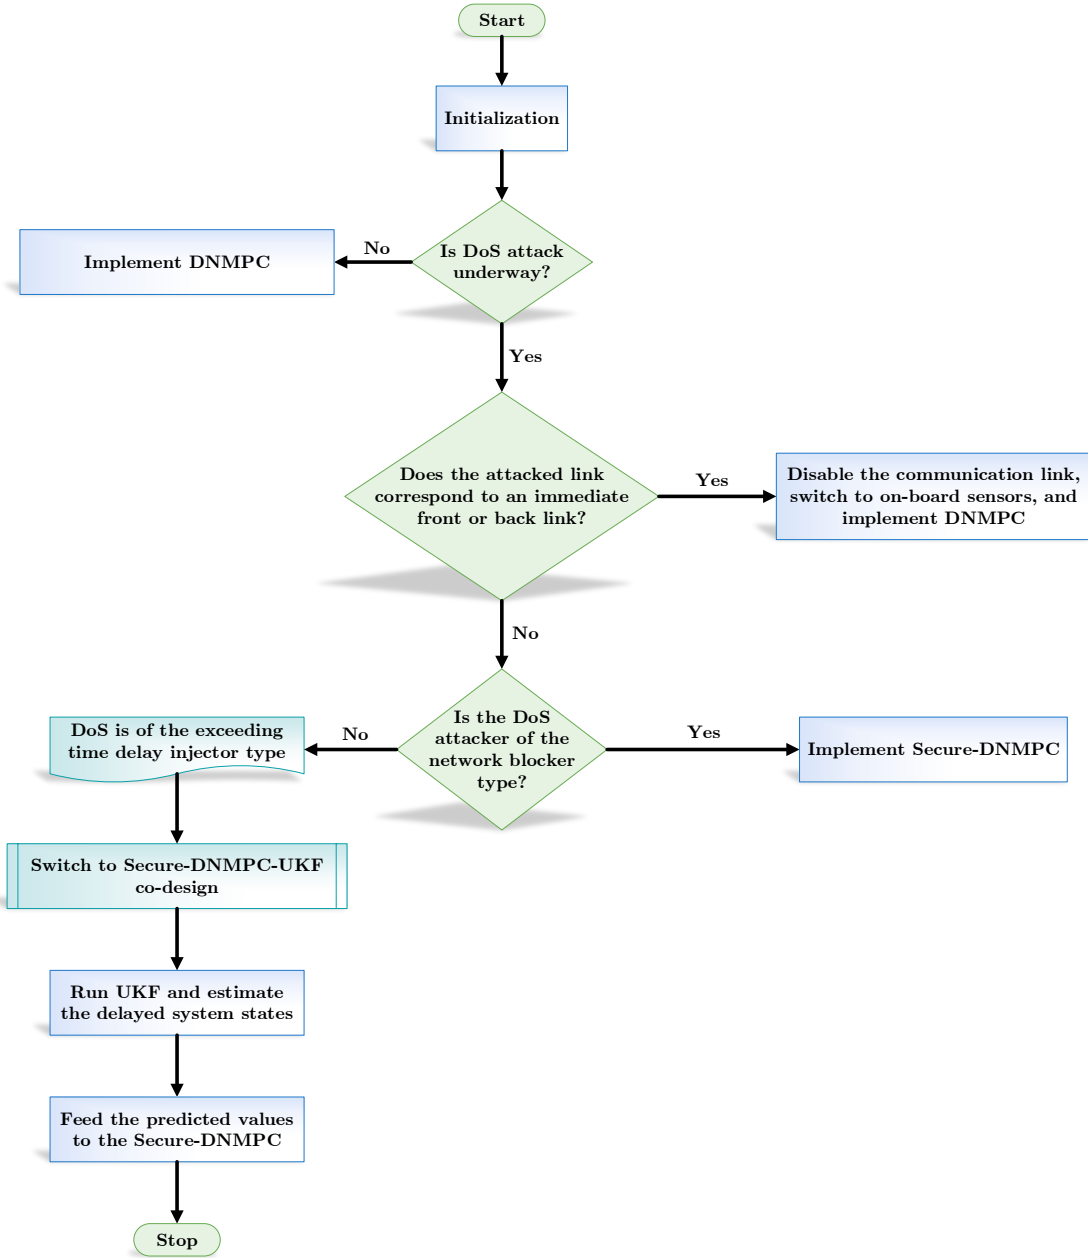 Start
Initialization
Is DoS attack
underway?
No
Implement DNMPC
Yes
Does the attacked link
correspond to an immediate
front or back link?
Yes
Disable the communication link,
switch to on-board sensors, and
implement DNMPC
No
Is the DoS
attacker of the
network blocker
type?
Yes
Implement Secure-DNMPC
No
DoS is of the exceeding
time delay injector type
Switch to Secure-DNMPC-UKF
co-design
Run UKF and estimate
the delayed system states
Feed the predicted values
to the Secure-DNMPC
Stop